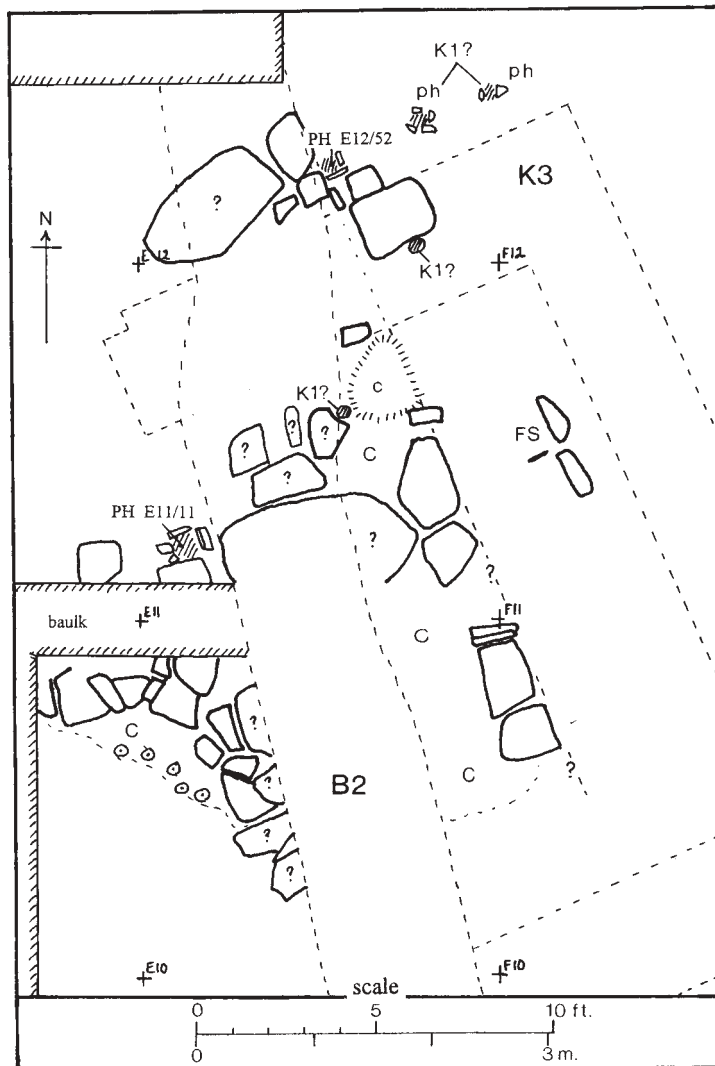 K1?
ph
ph
PH E12/52
K3
?
N
E12
F12
K1?
c
K1?
?
?
?
?
C
FS
PH E11/11
?
?
baulk
E11
F11
C
C
?
?
?
B2
C
?
?
?
E10
F10
scale
0 5 10 ft.
0 3 m.